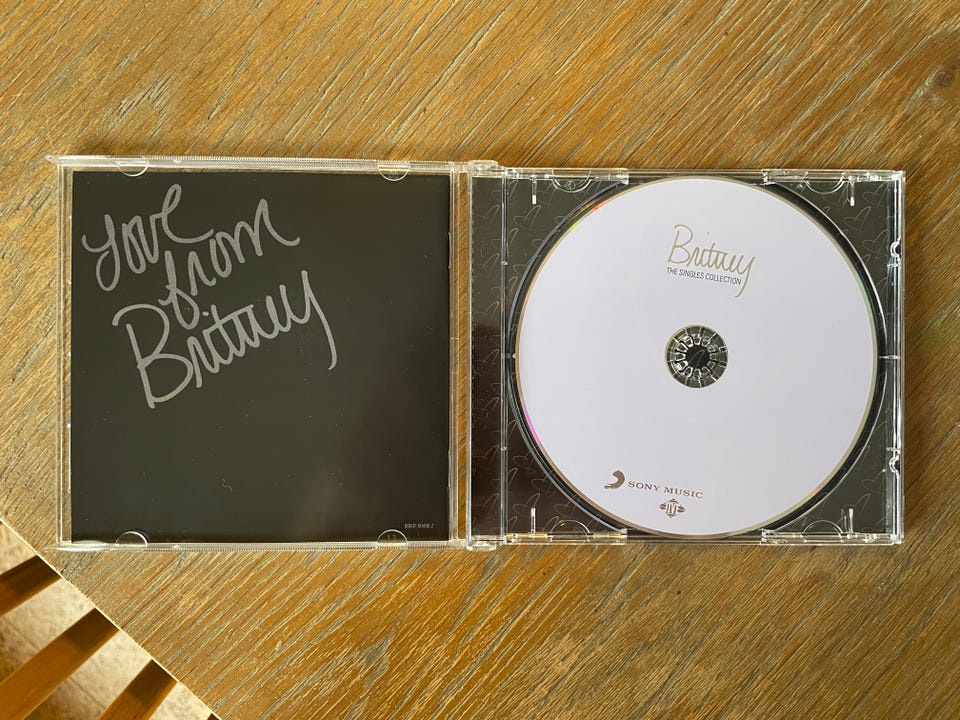 Love
from
Britney
Britney
THE SINGLES COLLECTION
SONY MUSIC